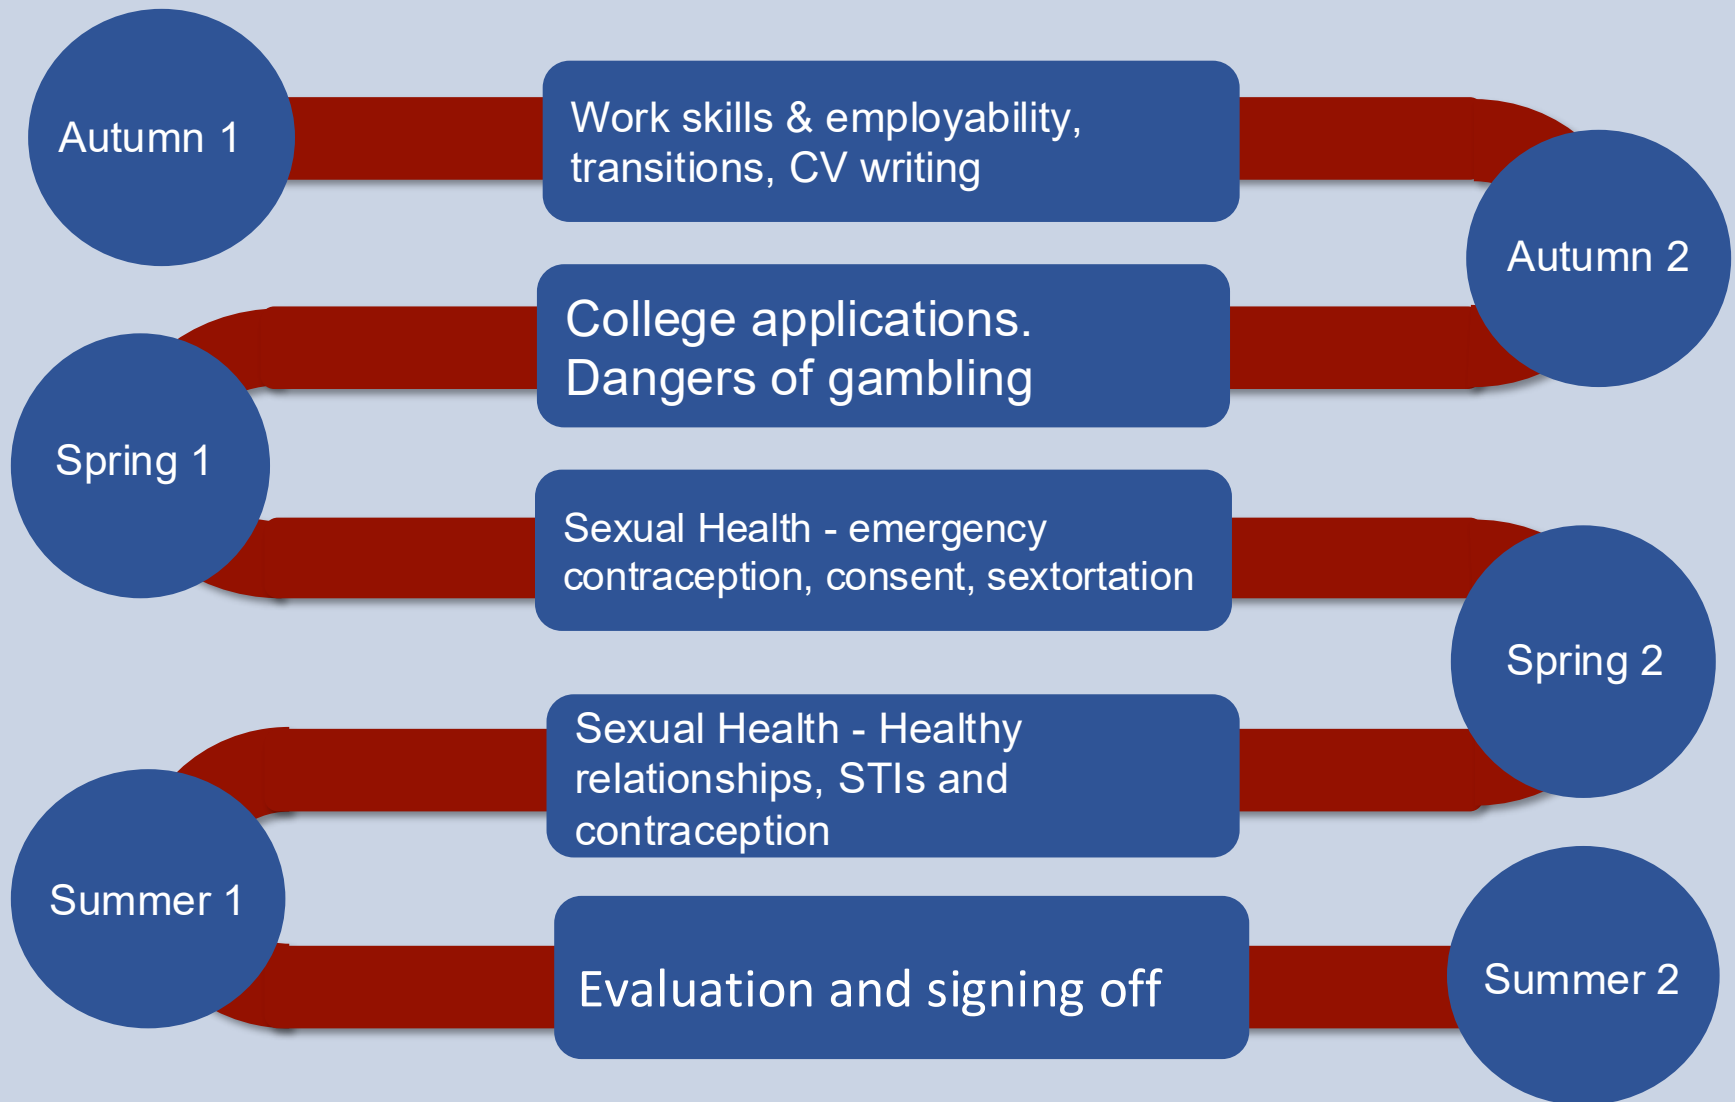 Autumn 1
Work skills & employability,
transitions, CV writing
Autumn 2
College applications.
Dangers of gambling
Spring 1
Sexual Health - emergency
contraception, consent, sextortation
Spring 2
Sexual Health - Healthy
relationships, STIs and
contraception
Summer 1
Evaluation and signing off
Summer 2